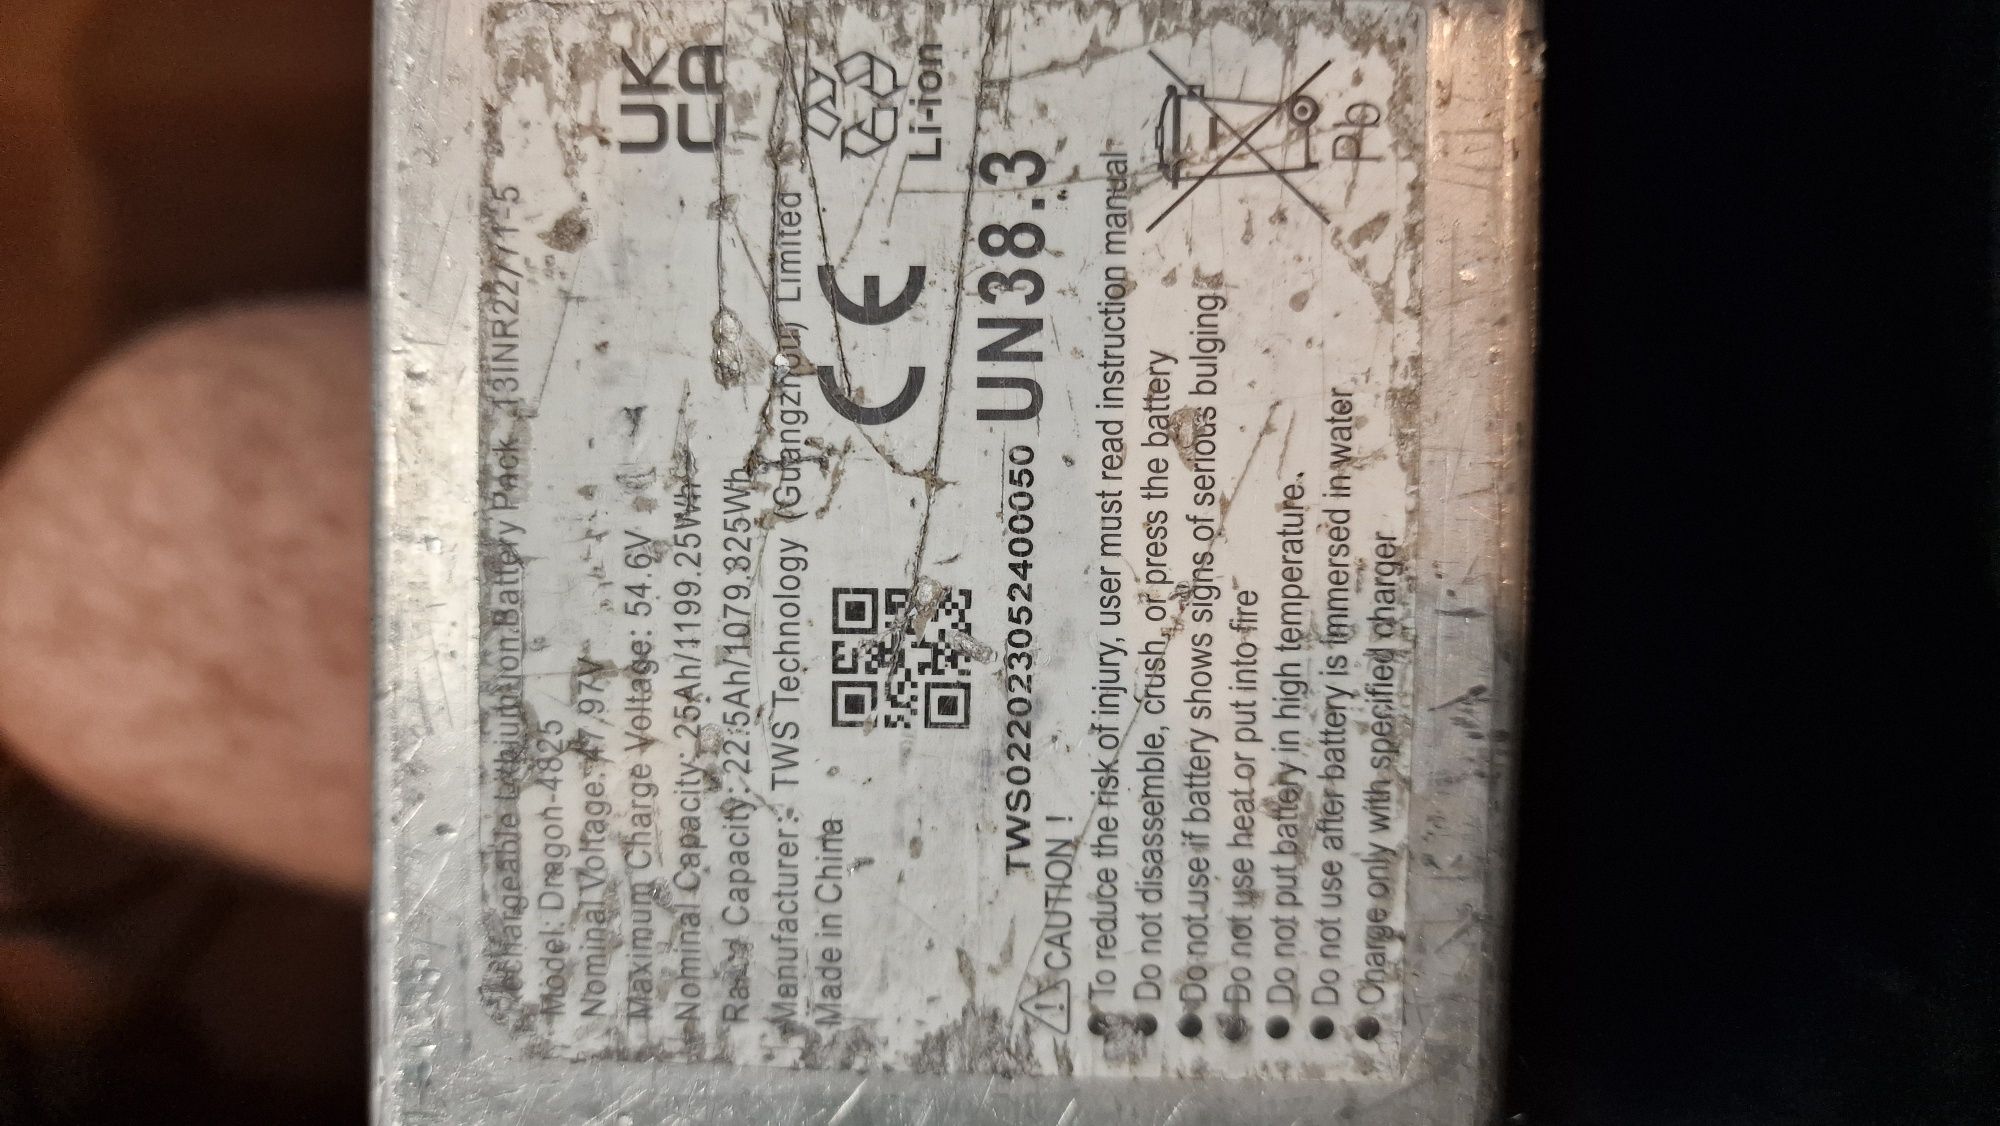 Rechargeable Lithium-ion Battery Pack 13INR22/71-5
Model: Dragon-4825
Nominal Voltage: 47.97V
Maximum Charge Voltage: 54.6V
Nominal Capacity: 25Ah/1199.25Wh
Rated Capacity: 22.5Ah/1079.325Wh
Manufacturer: TWS Technology (Guangzhou) Limited
Made in China
UK
CA
CE
Li-ion
TWS022023052400050 UN38.3
CAUTION !
● To reduce the risk of injury, user must read instruction manual
● Do not disassemble, crush, or press the battery
● Do not use if battery shows signs of serious bulging
● Do not use heat or put into fire
● Do not put battery in high temperature.
● Do not use after battery is immersed in water
● Charge only with specified charger
Pb